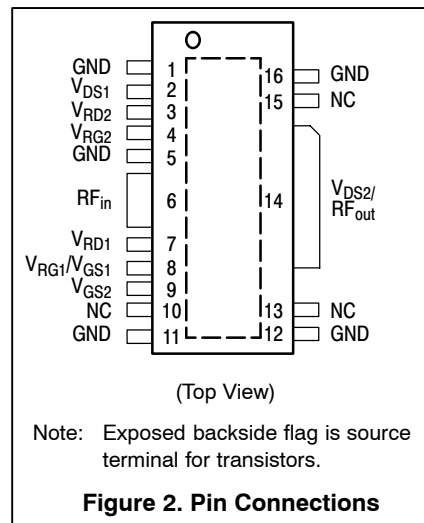 GND 1
V_DS1 2
V_RD2 3
V_RG2 4
GND 5
RF_in 6
V_RD1 7
V_RG1/V_GS1 8
V_GS2 9
NC 10
GND 11
16 GND
15 NC
14 V_DS2/
RF_out
13 NC
12 GND
(Top View)
Note: Exposed backside flag is source
terminal for transistors.
Figure 2. Pin Connections